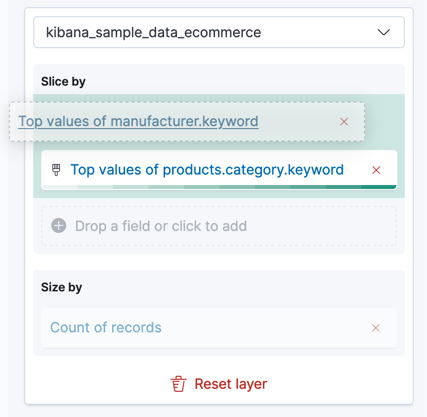 kibana_sample_data_ecommerce
Slice by
Top values of manufacturer.keyword
Top values of products.category.keyword
Drop a field or click to add
Size by
Count of records
Reset layer